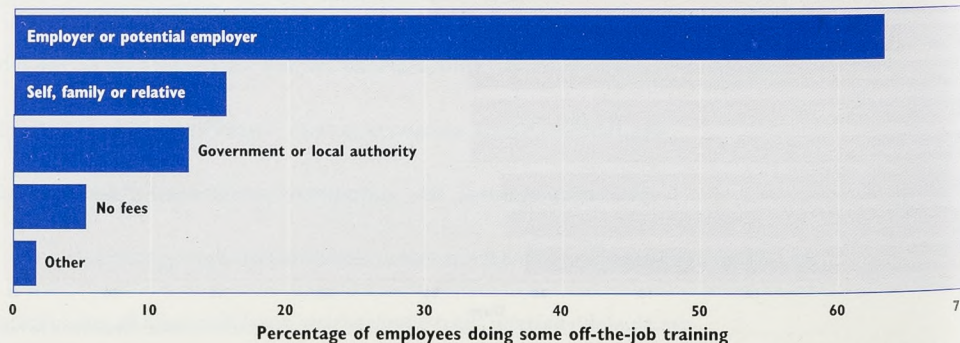 Employer or potential employer
Self, family or relative
Government or local authority
No fees
Other
0 10 20 30 40 50 60 7
Percentage of employees doing some off-the-job training